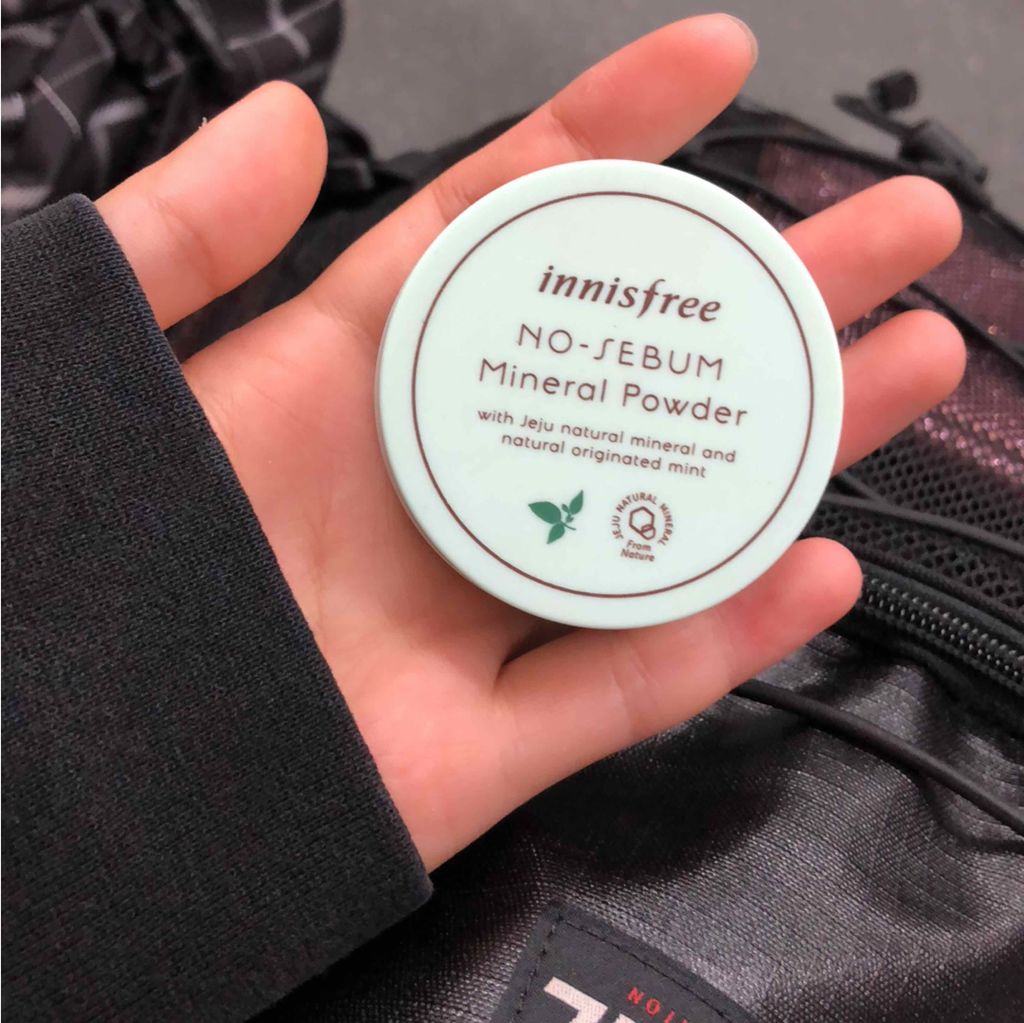 innisfree
NO-SEBUM
Mineral Powder
with Jeju natural mineral and
natural originated mint
JEJU NATURAL MINERAL
From
Nature